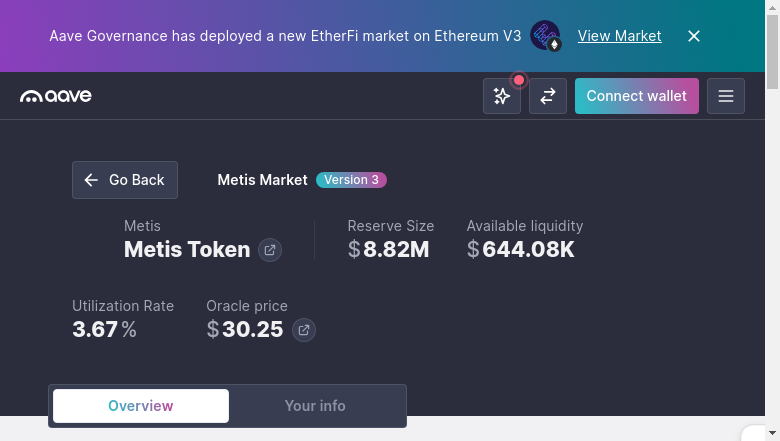 Aave Governance has deployed a new EtherFi market on Ethereum V3 View Market
aave Connect wallet
Go Back Metis Market Version 3
Metis Reserve Size Available liquidity
Metis Token $8.82M $644.08K
Utilization Rate Oracle price
3.67% $30.25
Overview Your info